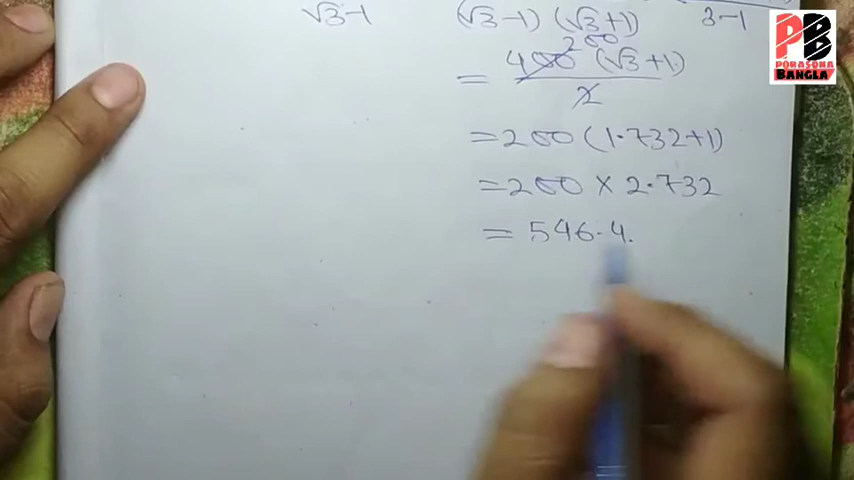 √3-1 (√3-1) (√3+1) 3-1
200
= 400 (√3+1)
2
= 200 (1.732+1)
= 200 × 2.732
= 546.4.
PB
PORASONA
BANGLA